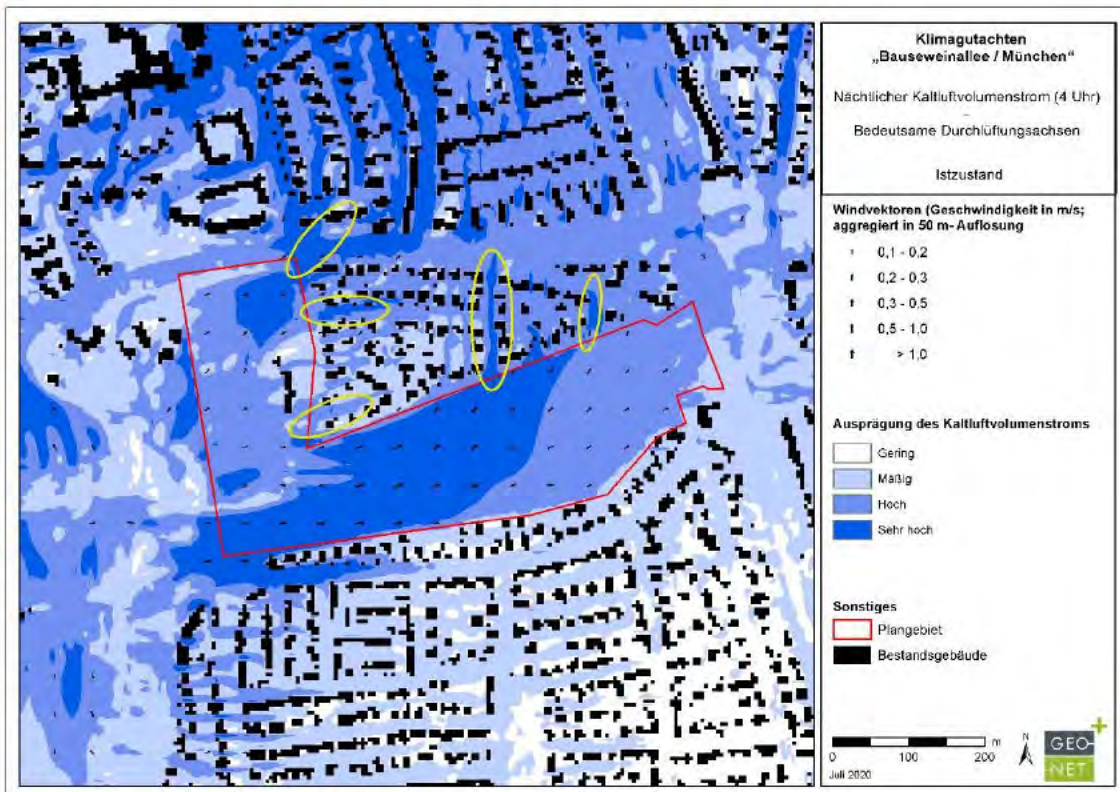 Klimagutachten
„Bauseweinallee / München“
Nächtlicher Kaltluftvolumenstrom (4 Uhr)
–
Bedeutsame Durchlüftungsachsen
Istzustand
Windvektoren (Geschwindigkeit in m/s;
aggregiert in 50 m- Auflösung
0,1 - 0,2
0,2 - 0,3
0,3 - 0,5
0,5 - 1,0
> 1,0
Ausprägung des Kaltluftvolumenstroms
Gering
Mäßig
Hoch
Sehr hoch
Sonstiges
Plangebiet
Bestandsgebäude
0 100 200 m
N
Juli 2020
GEO-
NET